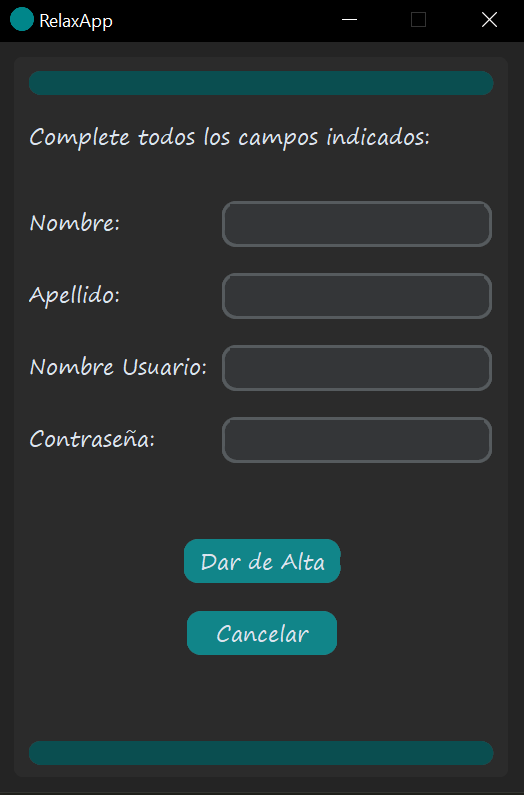 RelaxApp
Complete todos los campos indicados:
Nombre:
Apellido:
Nombre Usuario:
Contraseña:
Dar de Alta
Cancelar